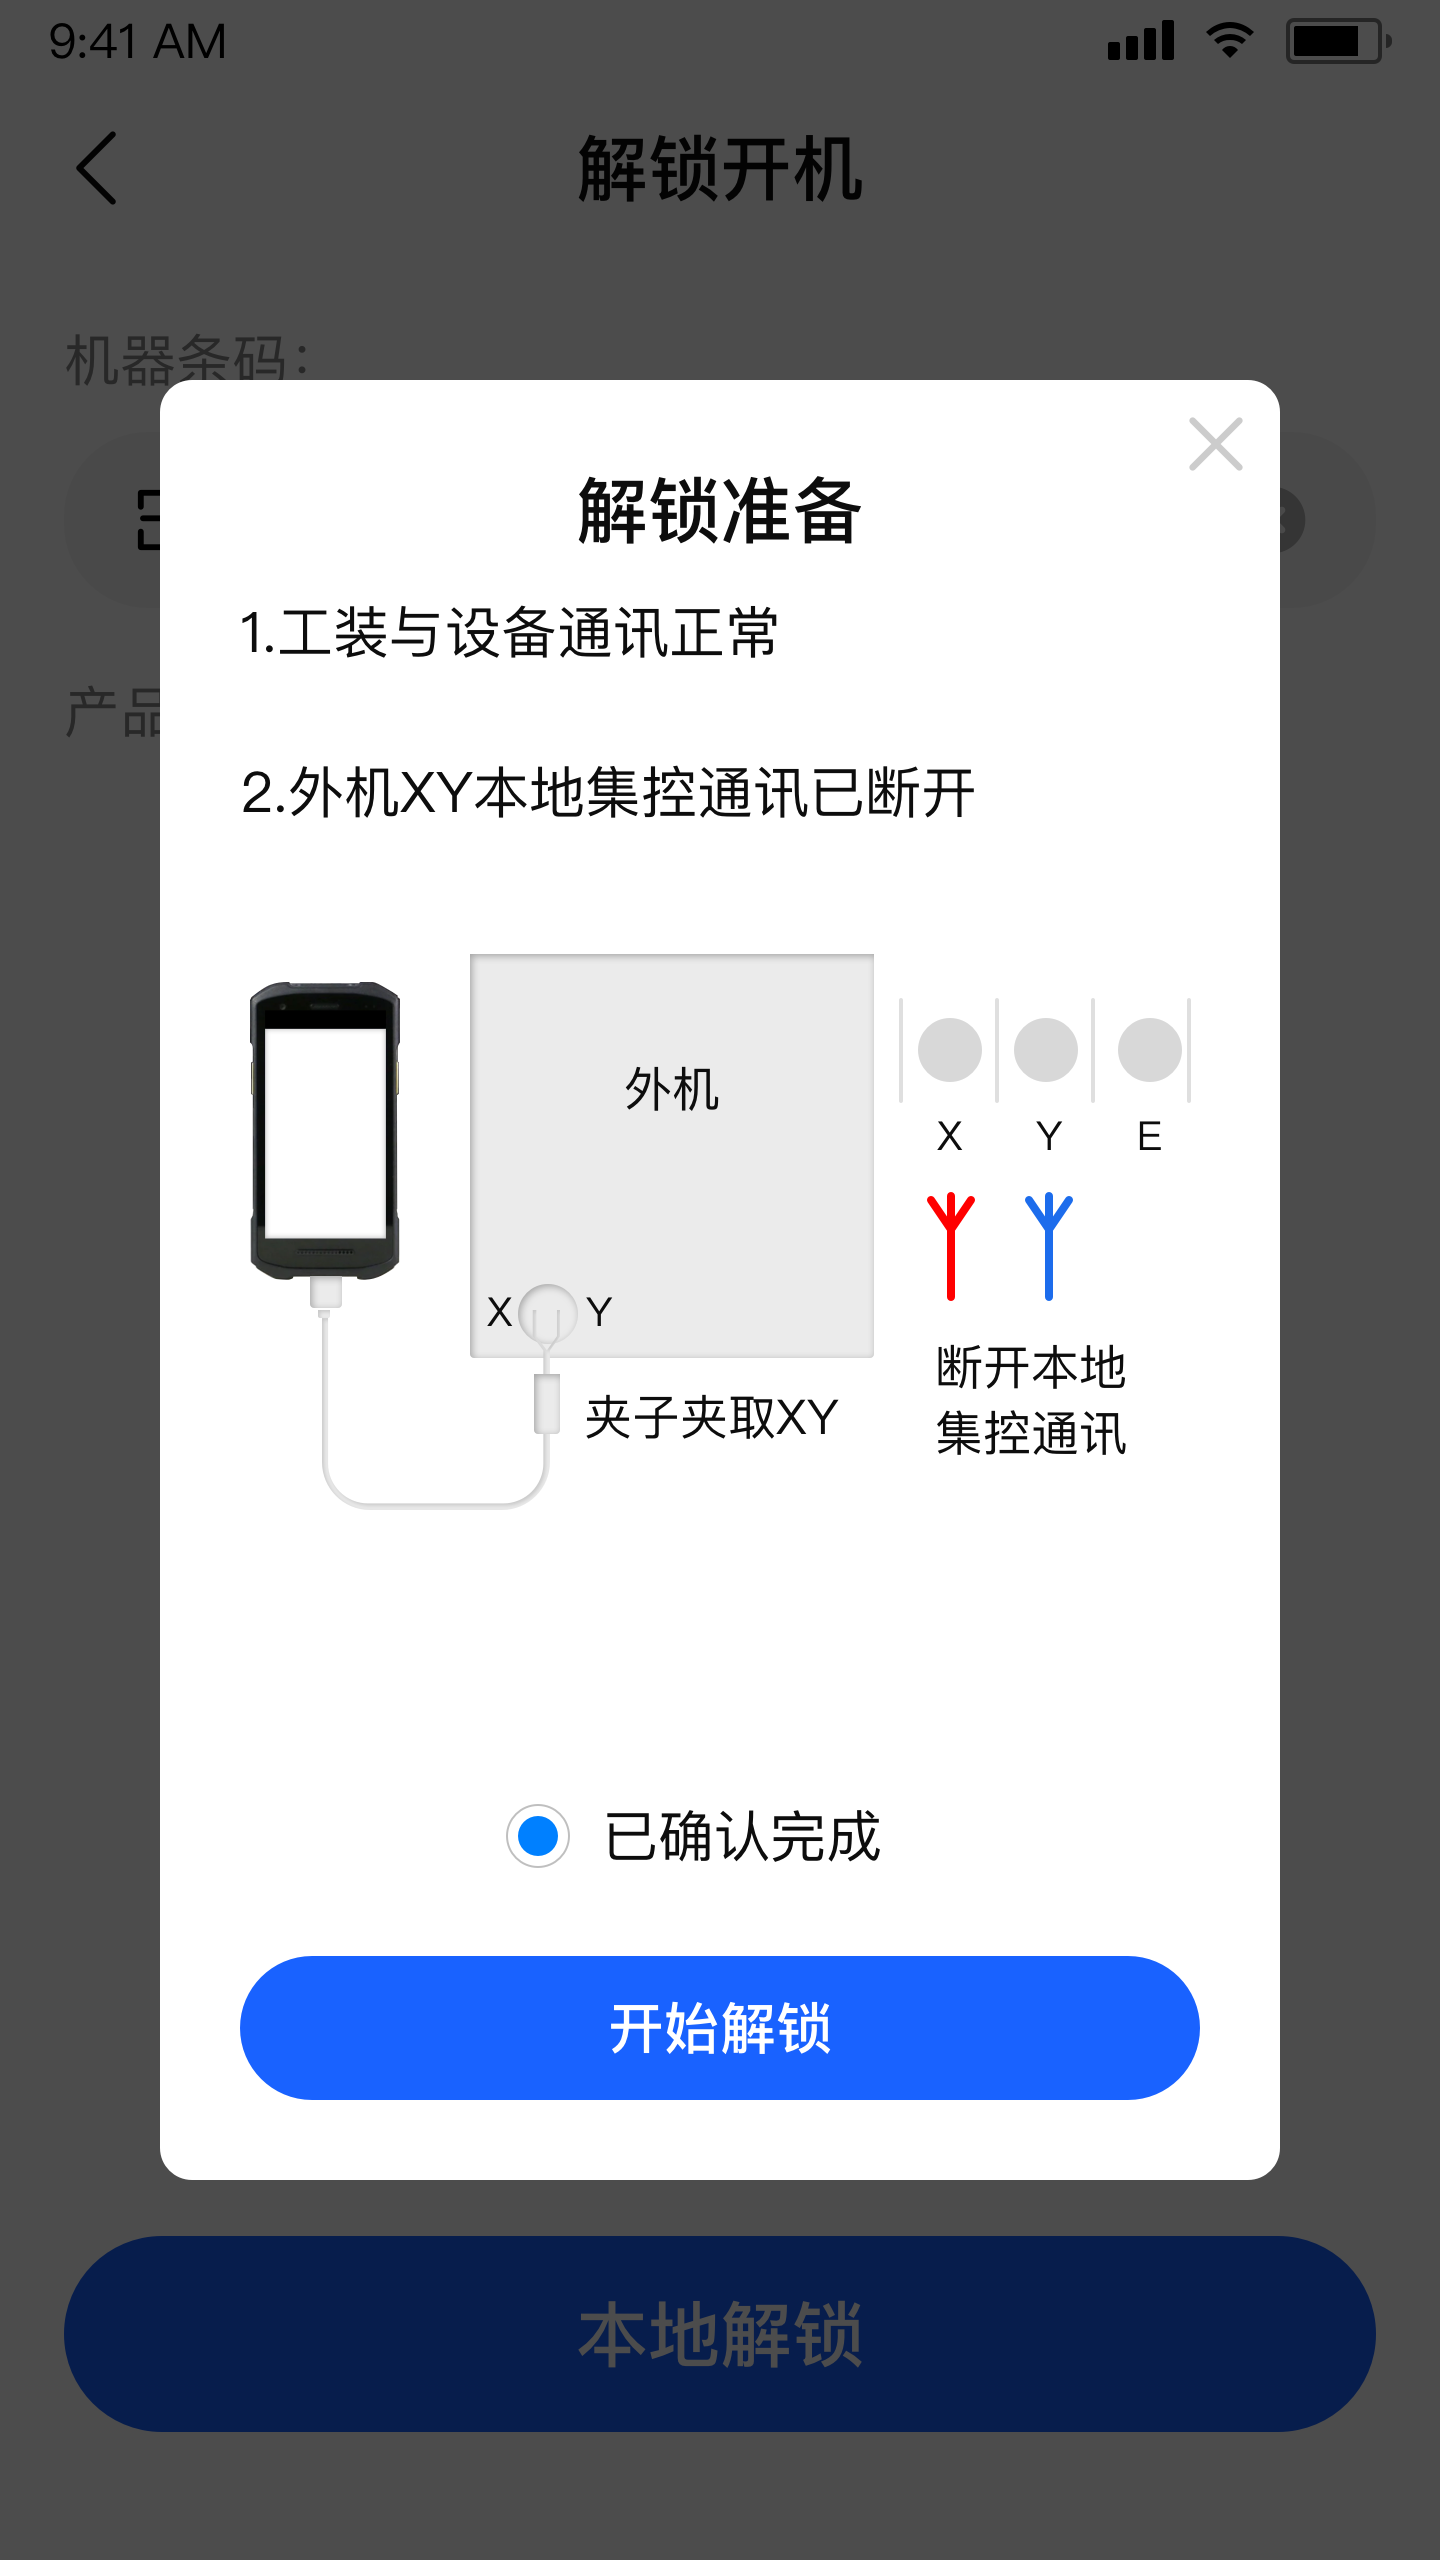 9:41 AM
解锁开机
机器条码:
解锁准备
1.工装与设备通讯正常
产品
2.外机XY本地集控通讯已断开
外机
X Y E
X Y
断开本地
集控通讯
夹子夹取XY
已确认完成
开始解锁
本地解锁